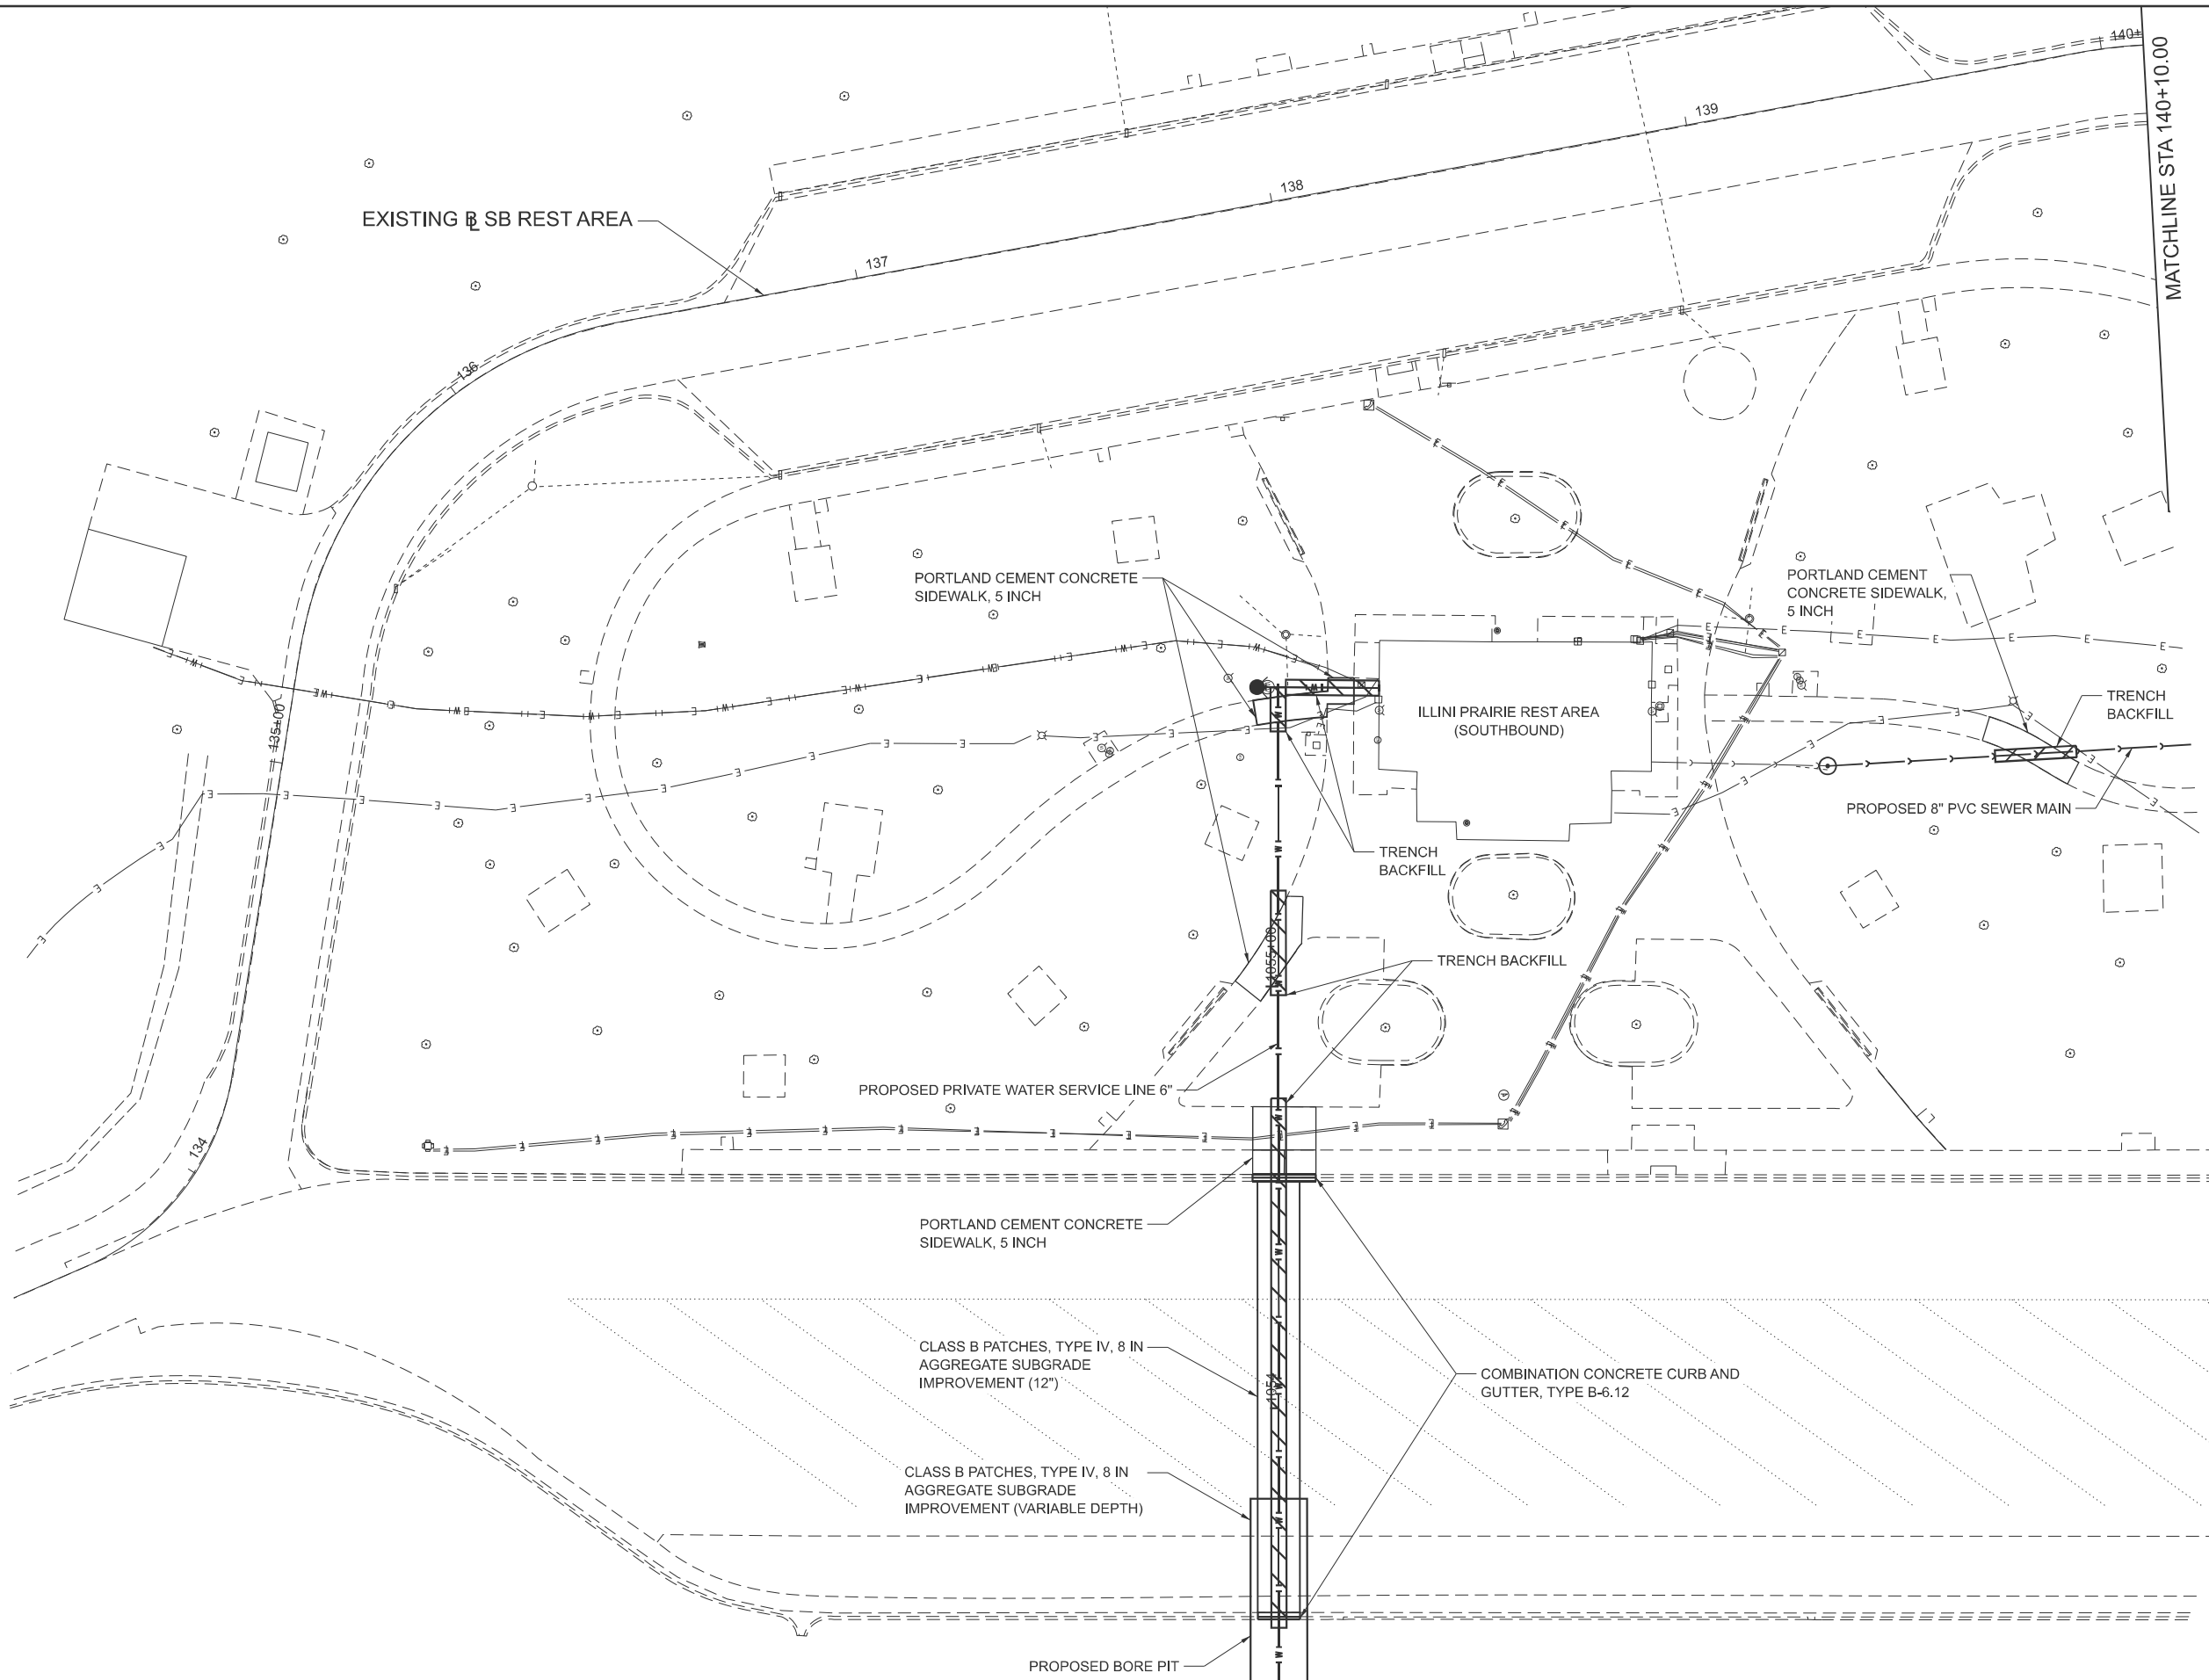 140+
MATCHLINE STA 140+10.00
139
138
EXISTING ⅊ SB REST AREA
137
136
PORTLAND CEMENT CONCRETE
SIDEWALK, 5 INCH
PORTLAND CEMENT
CONCRETE SIDEWALK,
5 INCH
135+00
ILLINI PRAIRIE REST AREA
(SOUTHBOUND)
TRENCH
BACKFILL
PROPOSED 8" PVC SEWER MAIN
TRENCH
BACKFILL
1055+00
TRENCH BACKFILL
PROPOSED PRIVATE WATER SERVICE LINE 6"
134
PORTLAND CEMENT CONCRETE
SIDEWALK, 5 INCH
CLASS B PATCHES, TYPE IV, 8 IN
AGGREGATE SUBGRADE
IMPROVEMENT (12")
1054
COMBINATION CONCRETE CURB AND
GUTTER, TYPE B-6.12
CLASS B PATCHES, TYPE IV, 8 IN
AGGREGATE SUBGRADE
IMPROVEMENT (VARIABLE DEPTH)
PROPOSED BORE PIT